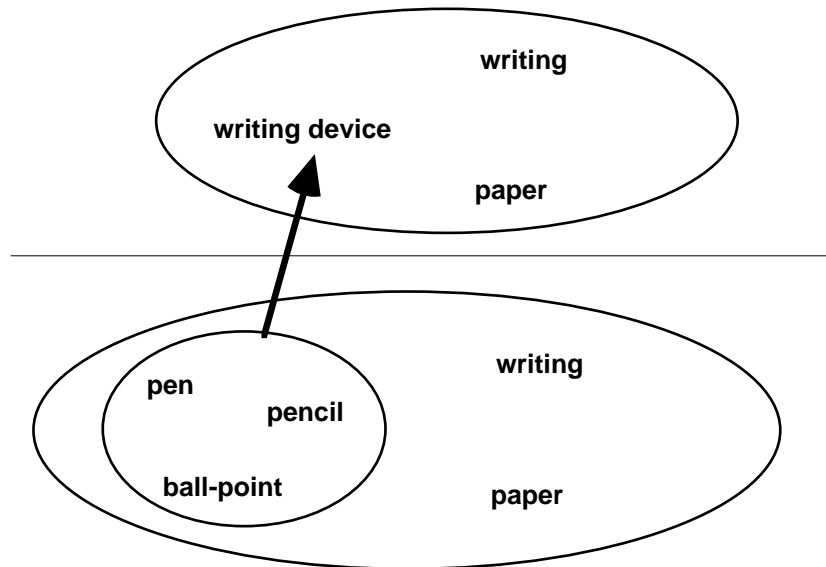 writing
writing device
paper
writing
pen
pencil
ball-point
paper